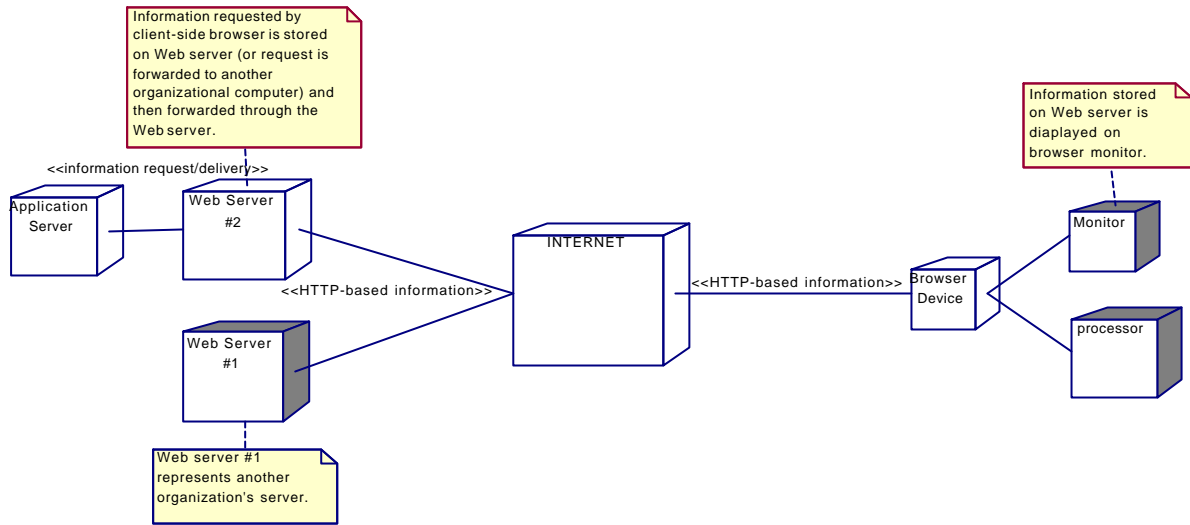 Information requested by
client-side browser is stored
on Web server (or request is
forwarded to another
organizational computer) and
then forwarded through the
Web server.
Information stored
on Web server is
diaplayed on
browser monitor.
<<information request/delivery>>
Application
Server
Web Server
#2
INTERNET
Monitor
<<HTTP-based information>>
<<HTTP-based information>>
Browser
Device
Web Server
#1
processor
Web server #1
represents another
organization's server.